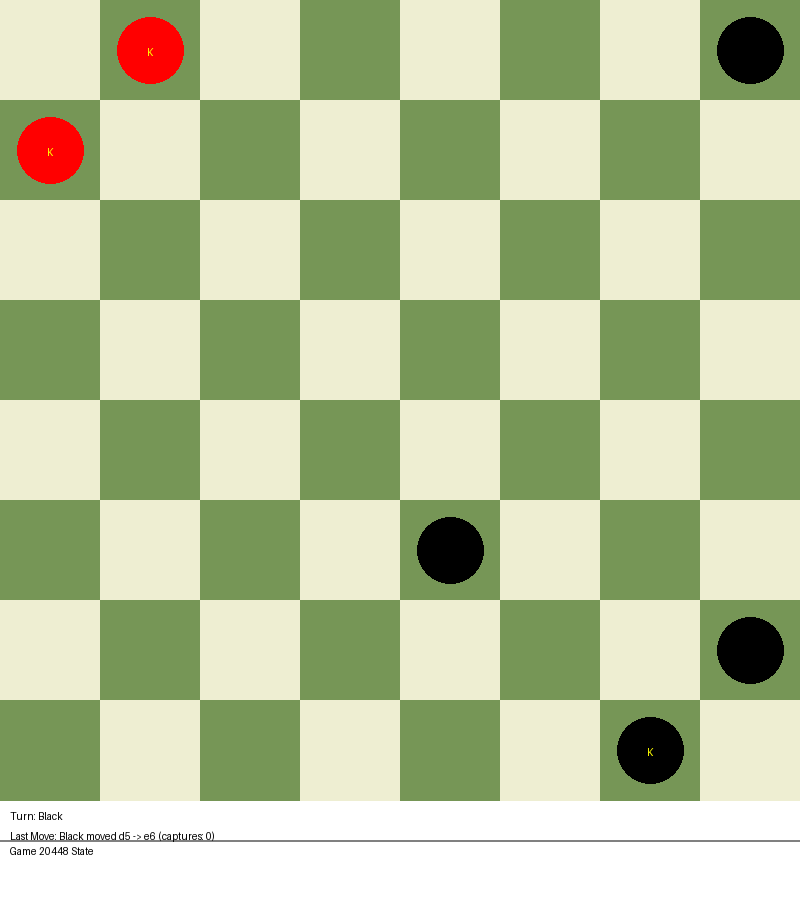 K
K
K
Turn: Black
Last Move: Black moved d5 -> e6 (captures: 0)
Game 20448 State